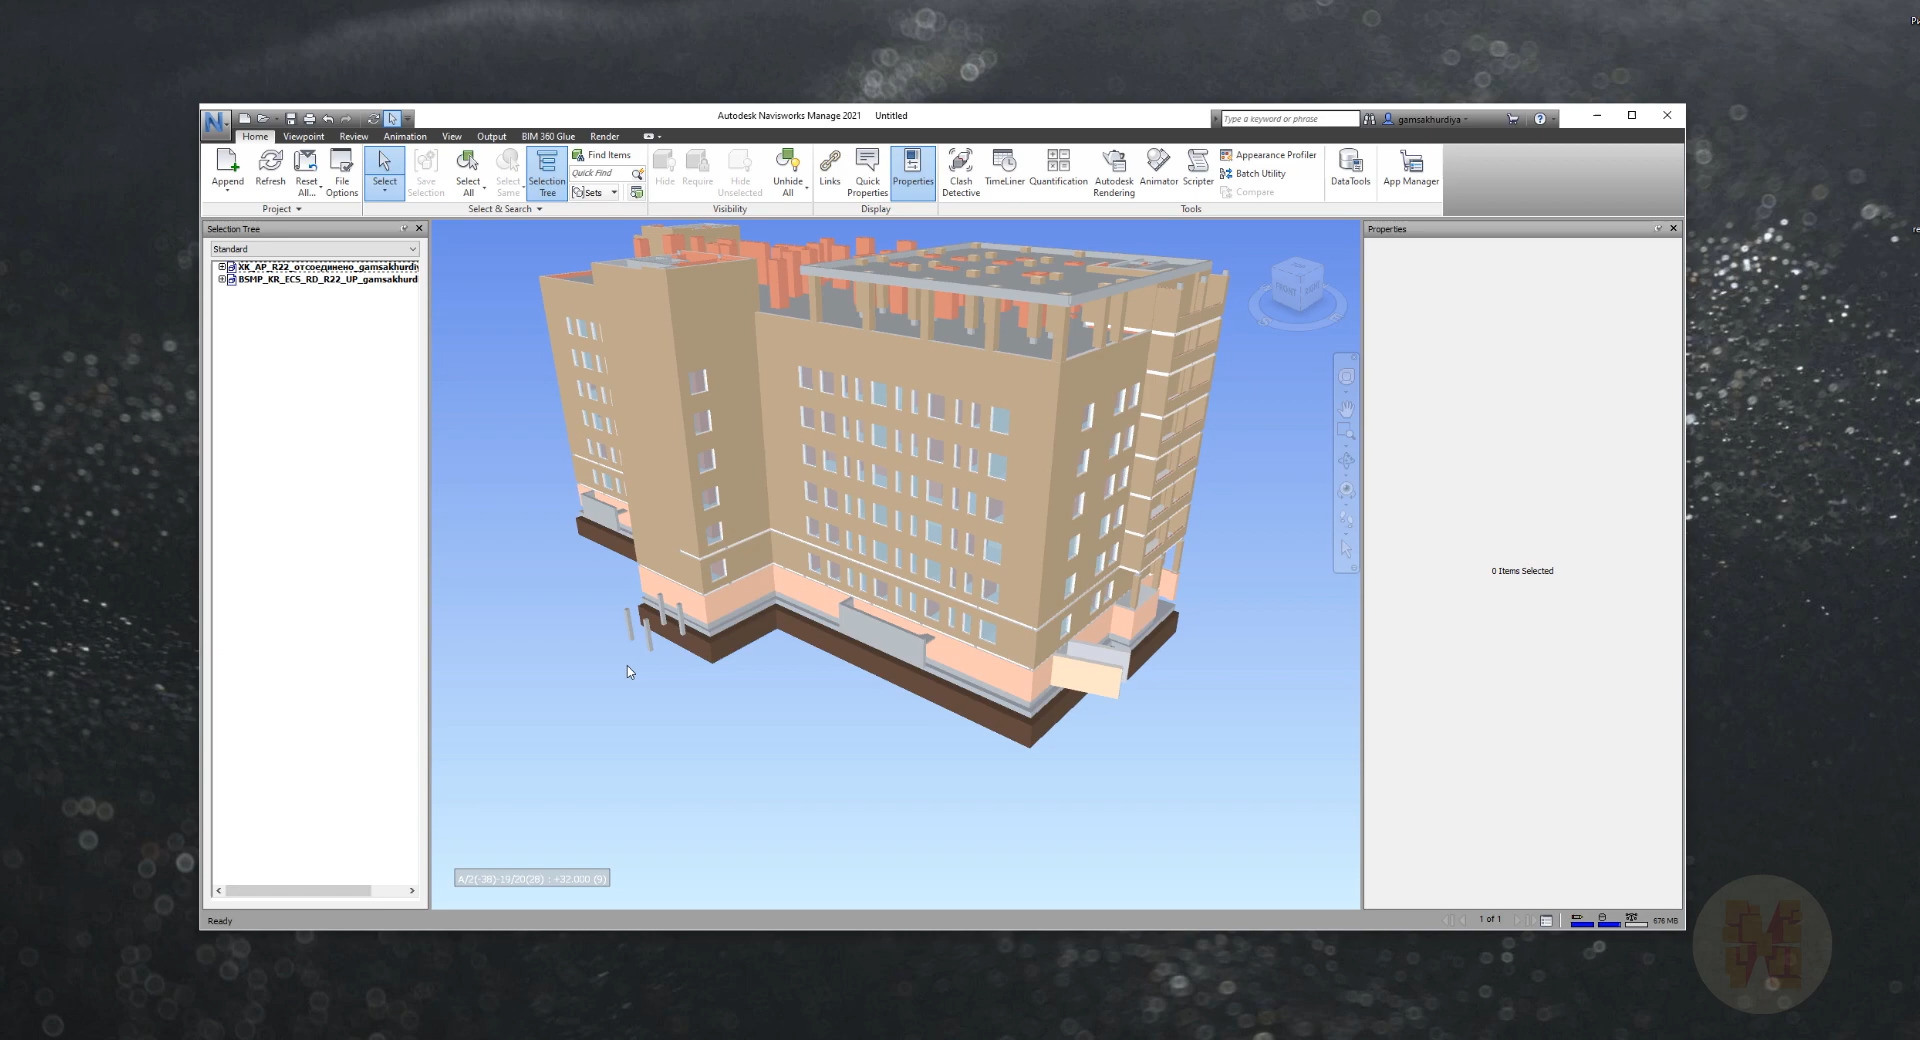 Autodesk Navisworks Manage 2021 Untitled
Type a keyword or phrase
gamsakhurdiya
Home Viewpoint Review Animation View Output BIM 360 Glue Render
Append
Refresh
Reset All...
File Options
Project
Select
Save Selection
Select All
Select Same
Selection Tree
Find Items
Quick Find
Sets
Select & Search
Hide
Require
Hide Unselected
Unhide All
Visibility
Links
Quick Properties
Properties
Display
Clash Detective
TimeLiner
Quantification
Autodesk Rendering
Animator
Scripter
Appearance Profiler
Batch Utility
Compare
Tools
DataTools
App Manager
Selection Tree
Standard
ХК_АР_R22_отсоединено_gamsakhurdiy
BSMP_KR_ECS_RD_R22_UP_gamsakhurd
Properties
0 Items Selected
FRONT
A/2(-38)-19/20(28) : +32.000 (9)
Ready
1 of 1
676 MB